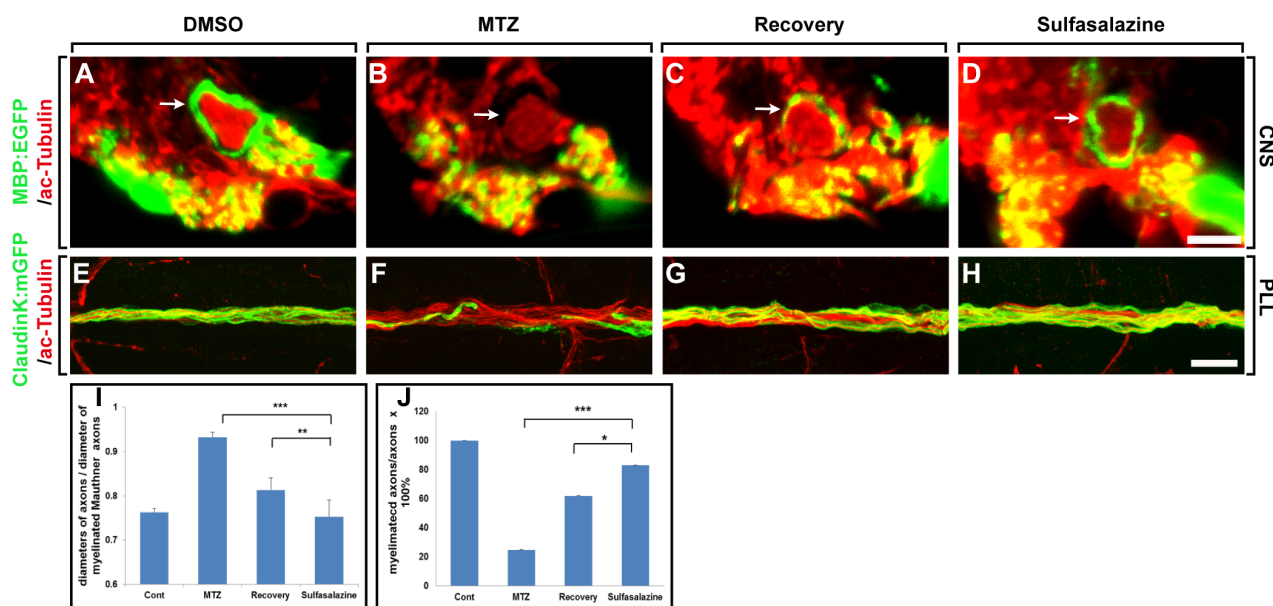 DMSO MTZ Recovery Sulfasalazine
MBP:EGFP
/ac-Tubulin
A B C D
CNS
ClaudinK:mGFP
/ac-Tubulin
E F G H
PLL
I
diameters of axons / diameter of
myelinated Mauthner axons
1
0.9
0.8
0.7
0.6
***
**
Cont MTZ Recovery Sulfasalazine
J
myelimatecd axons/axons x
100%
120
100
80
60
40
20
0
***
*
Cont MTZ Recovery Sulfasalazine